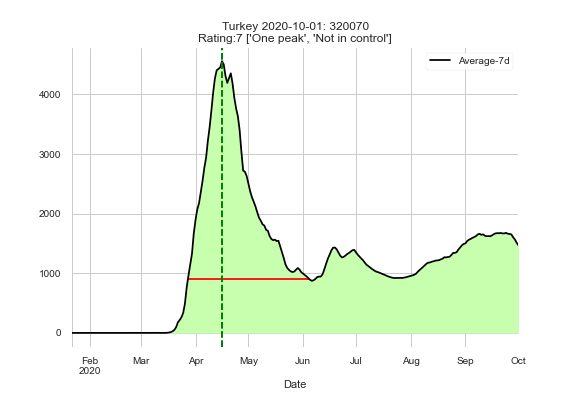 Turkey 2020-10-01: 320070
Rating:7 ['One peak', 'Not in control']
Average-7d
4000
3000
2000
1000
0
Feb Mar Apr May Jun Jul Aug Sep Oct
2020
Date